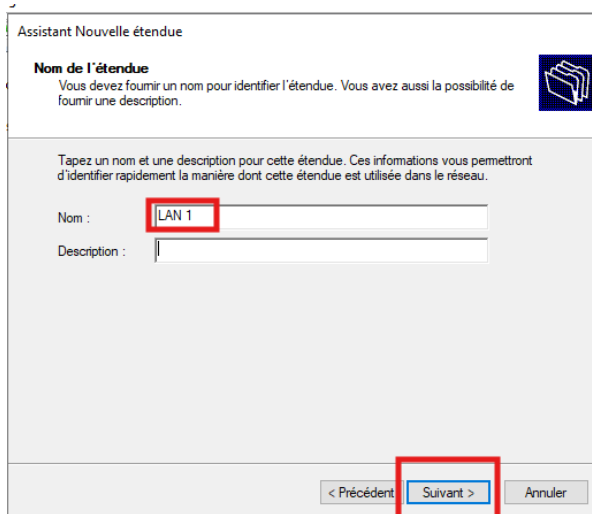 Assistant Nouvelle étendue
Nom de l'étendue
Vous devez fournir un nom pour identifier l'étendue. Vous avez aussi la possibilité de
fournir une description.
Tapez un nom et une description pour cette étendue. Ces informations vous permettront
d'identifier rapidement la manière dont cette étendue est utilisée dans le réseau.
Nom :
LAN 1
Description :
< Précédent
Suivant >
Annuler